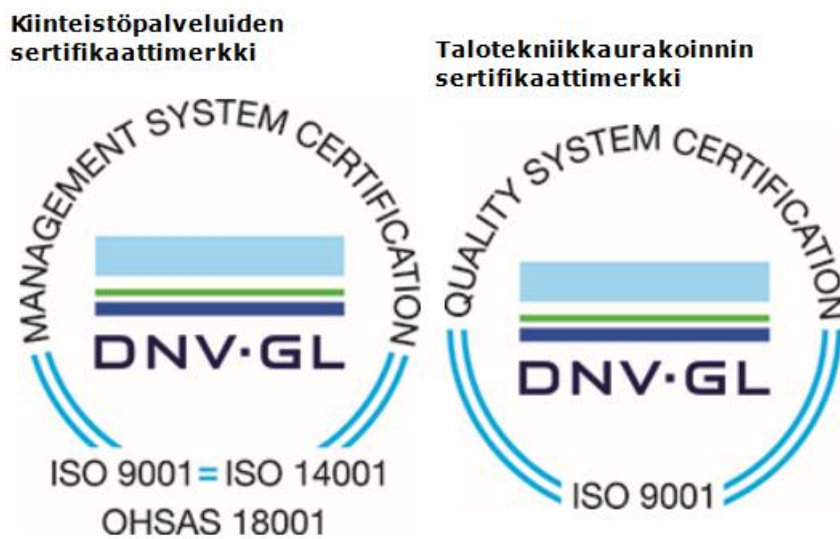 Kiinteistöpalveluiden
sertifikaattimerkki
MANAGEMENT SYSTEM CERTIFICATION
DNV·GL
ISO 9001 = ISO 14001
OHSAS 18001
Talotekniikkaurakoinnin
sertifikaattimerkki
QUALITY SYSTEM CERTIFICATION
DNV·GL
ISO 9001